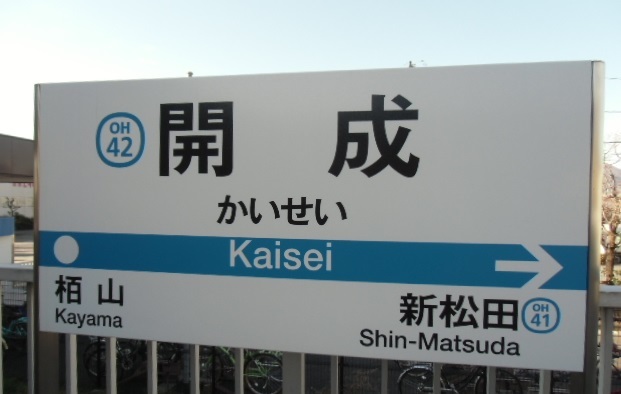 OH
42
開 成
かいせい
Kaisei
栢 山
Kayama
新松田
OH
41
Shin-Matsuda